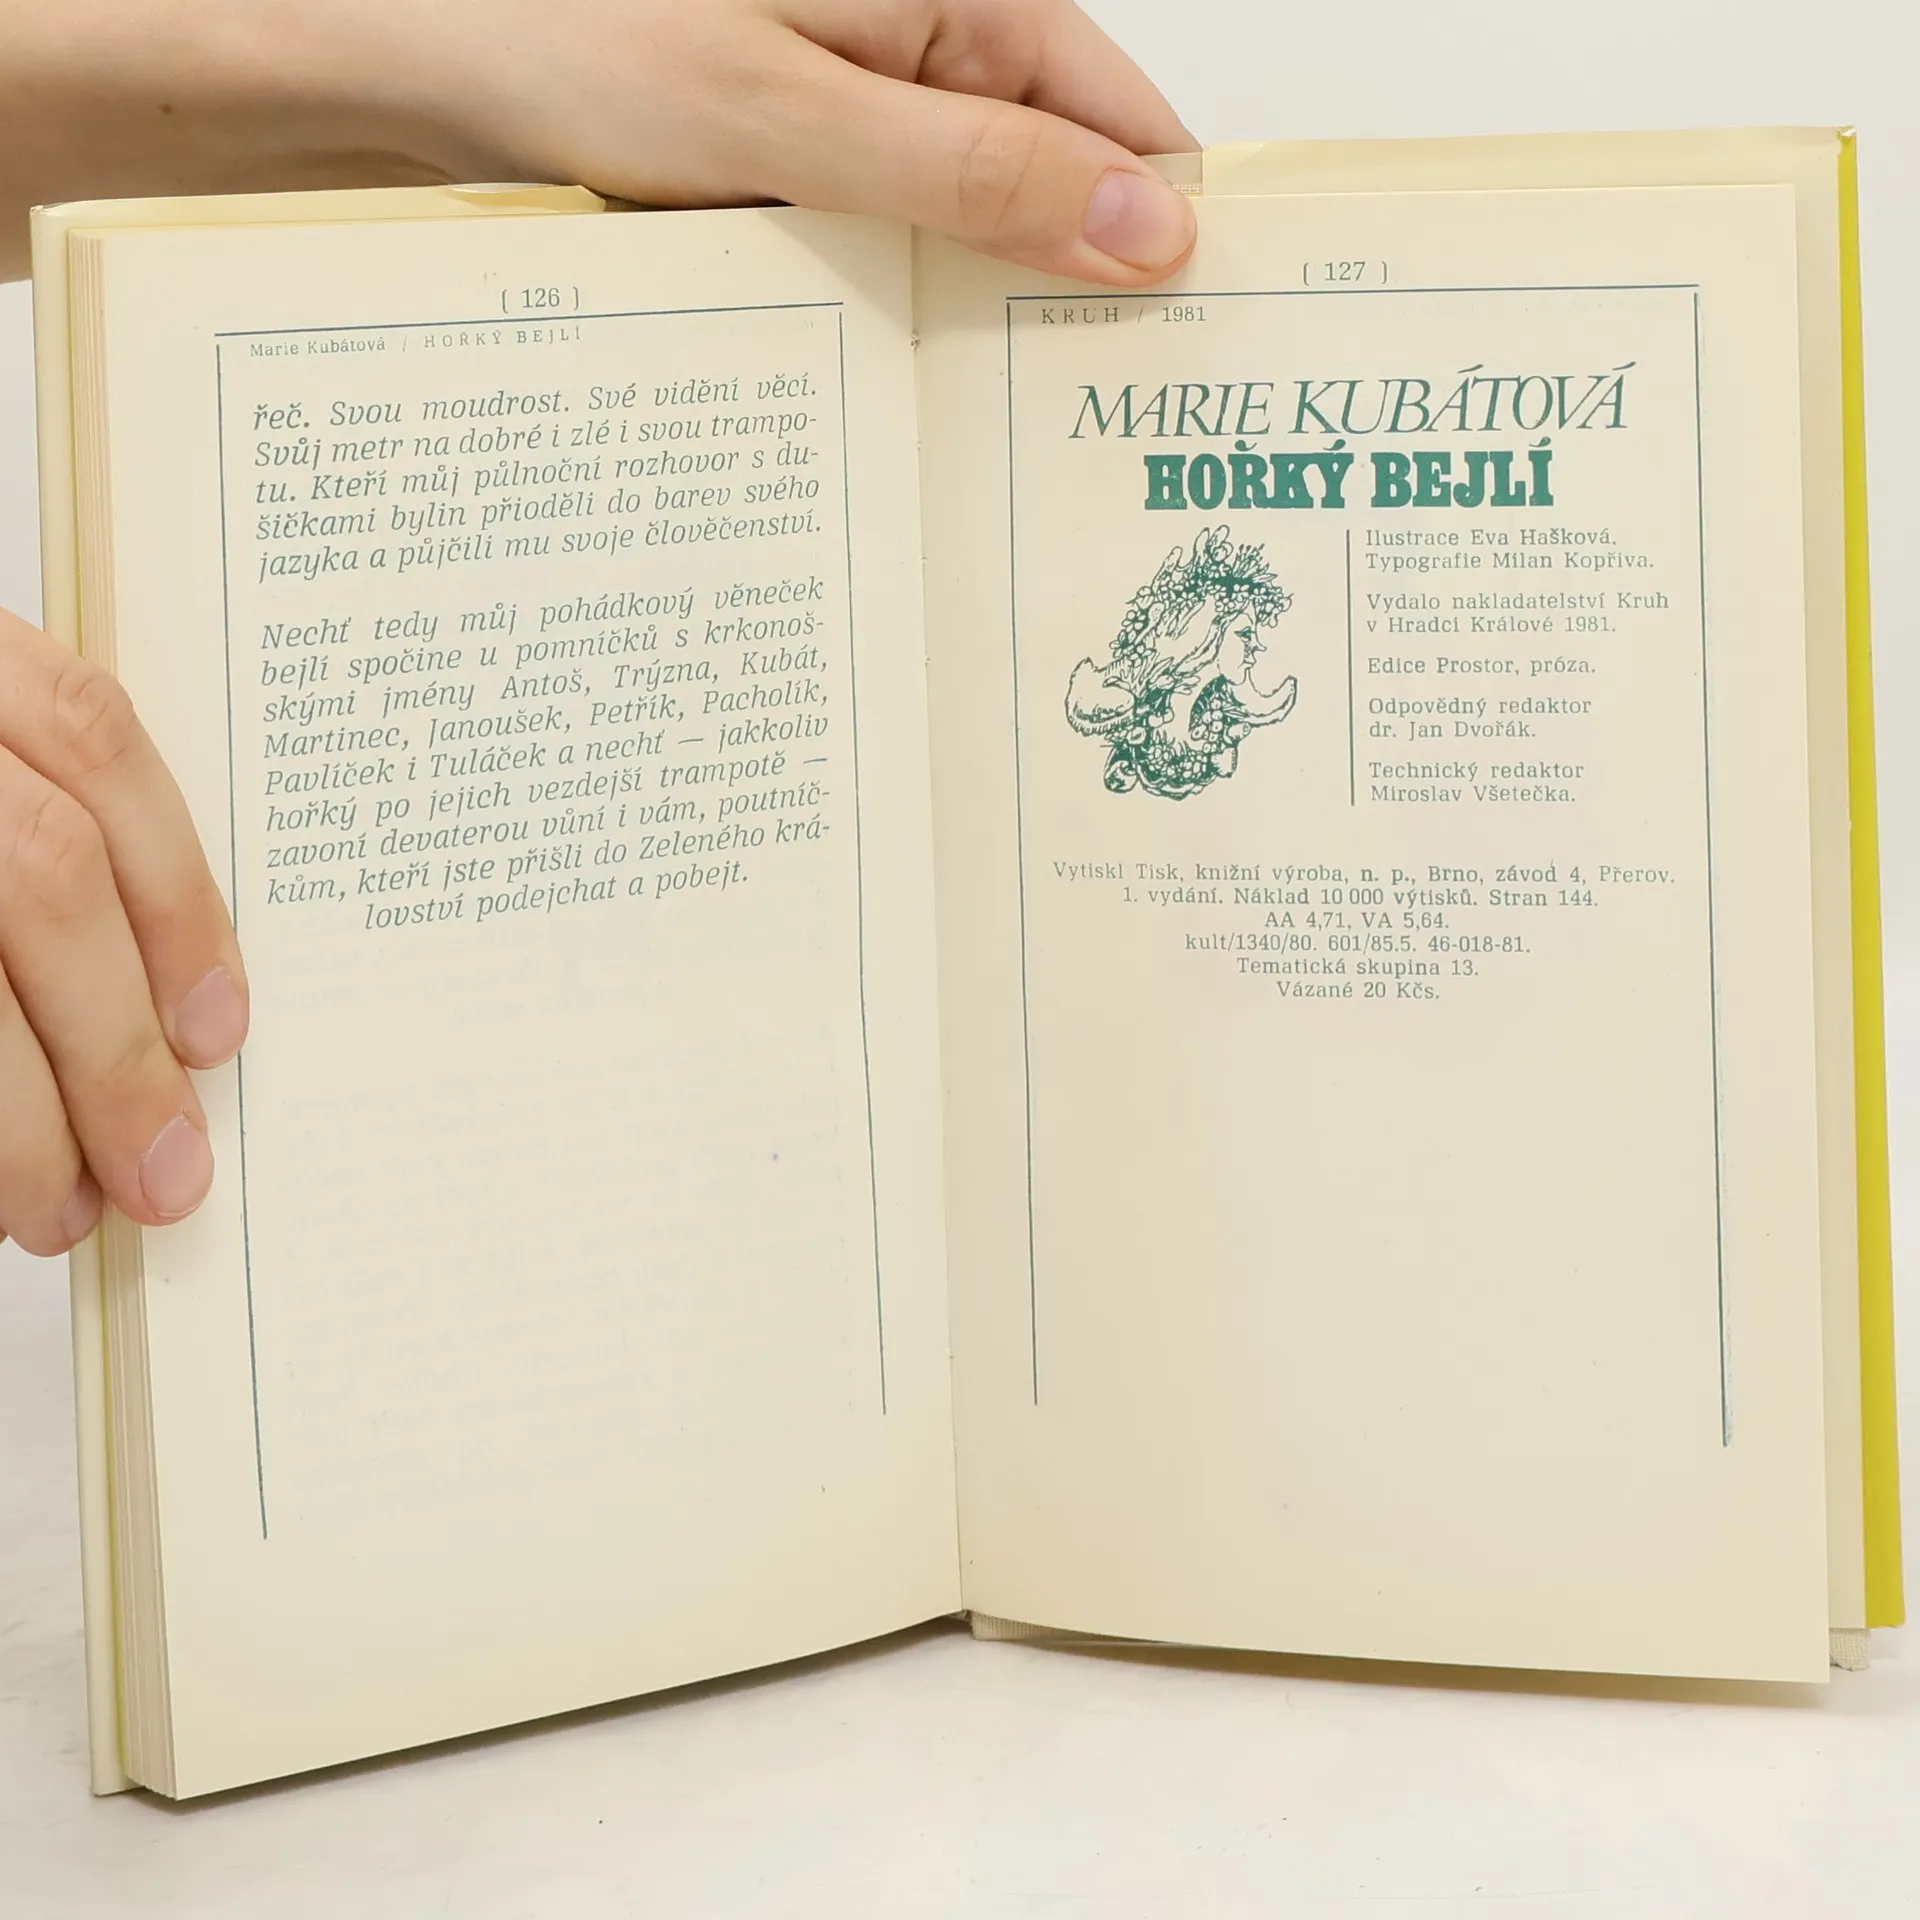 [ 126 ]
Marie Kubátová / HOŘKÝ BEJLÍ
řeč. Svou moudrost. Své vidění věcí.
Svůj metr na dobré i zlé i svou trampo-
tu. Kteří můj půlnoční rozhovor s du-
šičkami bylin přioděli do barev svého
jazyka a půjčili mu svoje člověčenství.
Nechť tedy můj pohádkový věneček
bejlí spočine u pomníčků s krkonoš-
skými jmény Antoš, Trýzna, Kubát,
Martinec, Janoušek, Petřík, Pacholík,
Pavlíček i Tuláček a nechť — jakkoliv
hořký po jejich vezdejší trampotě —
zavoní devaterou vůní i vám, poutníč-
kům, kteří jste přišli do Zeleného krá-
lovství podejchat a pobejt.
[ 127 ]
KRUH / 1981
MARIE KUBÁTOVÁ
HOŘKÝ BEJLÍ
Ilustrace Eva Hašková.
Typografie Milan Kopřiva.
Vydalo nakladatelství Kruh
v Hradci Králové 1981.
Edice Prostor, próza.
Odpovědný redaktor
dr. Jan Dvořák.
Technický redaktor
Miroslav Všetečka.
Vytiskl Tisk, knižní výroba, n. p., Brno, závod 4, Přerov.
1. vydání. Náklad 10 000 výtisků. Stran 144.
AA 4,71, VA 5,64.
kult/1340/80. 601/85.5. 46-018-81.
Tematická skupina 13.
Vázané 20 Kčs.